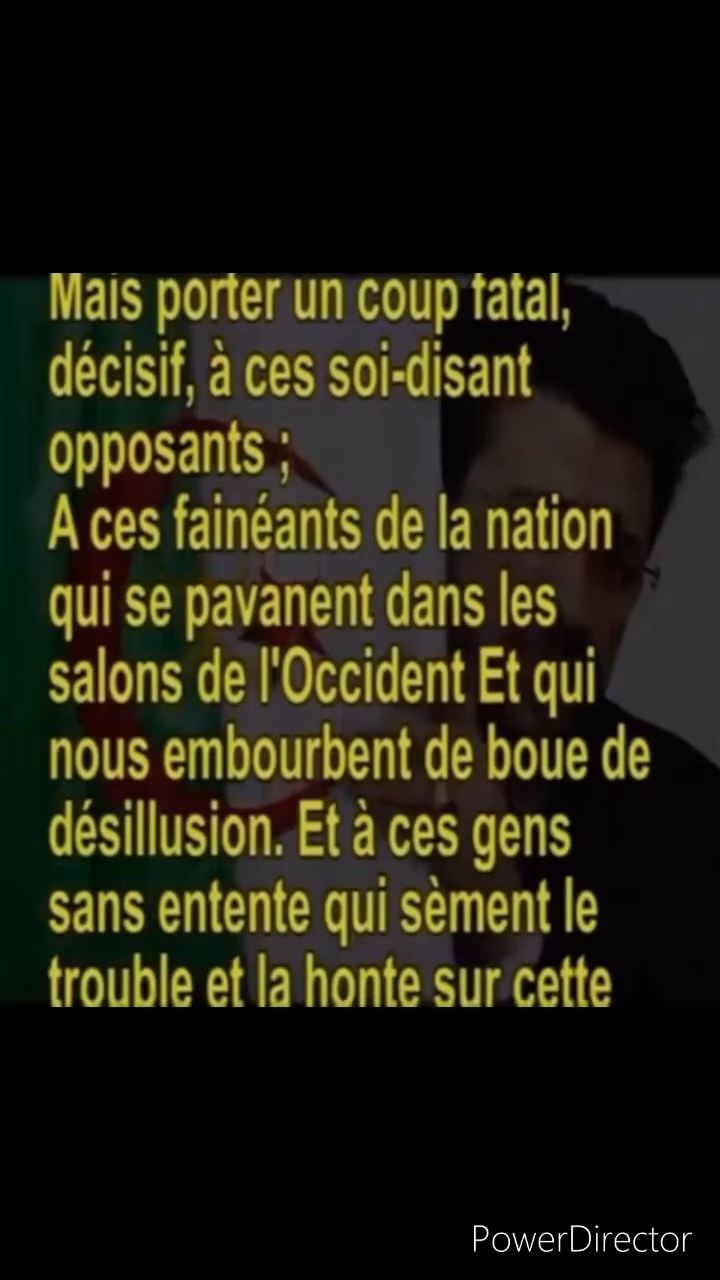 Mais porter un coup fatal,
décisif, à ces soi-disant
opposants ;
A ces fainéants de la nation
qui se pavanent dans les
salons de l'Occident Et qui
nous embourbent de boue de
désillusion. Et à ces gens
sans entente qui sèment le
trouble et la honte sur cette
PowerDirector